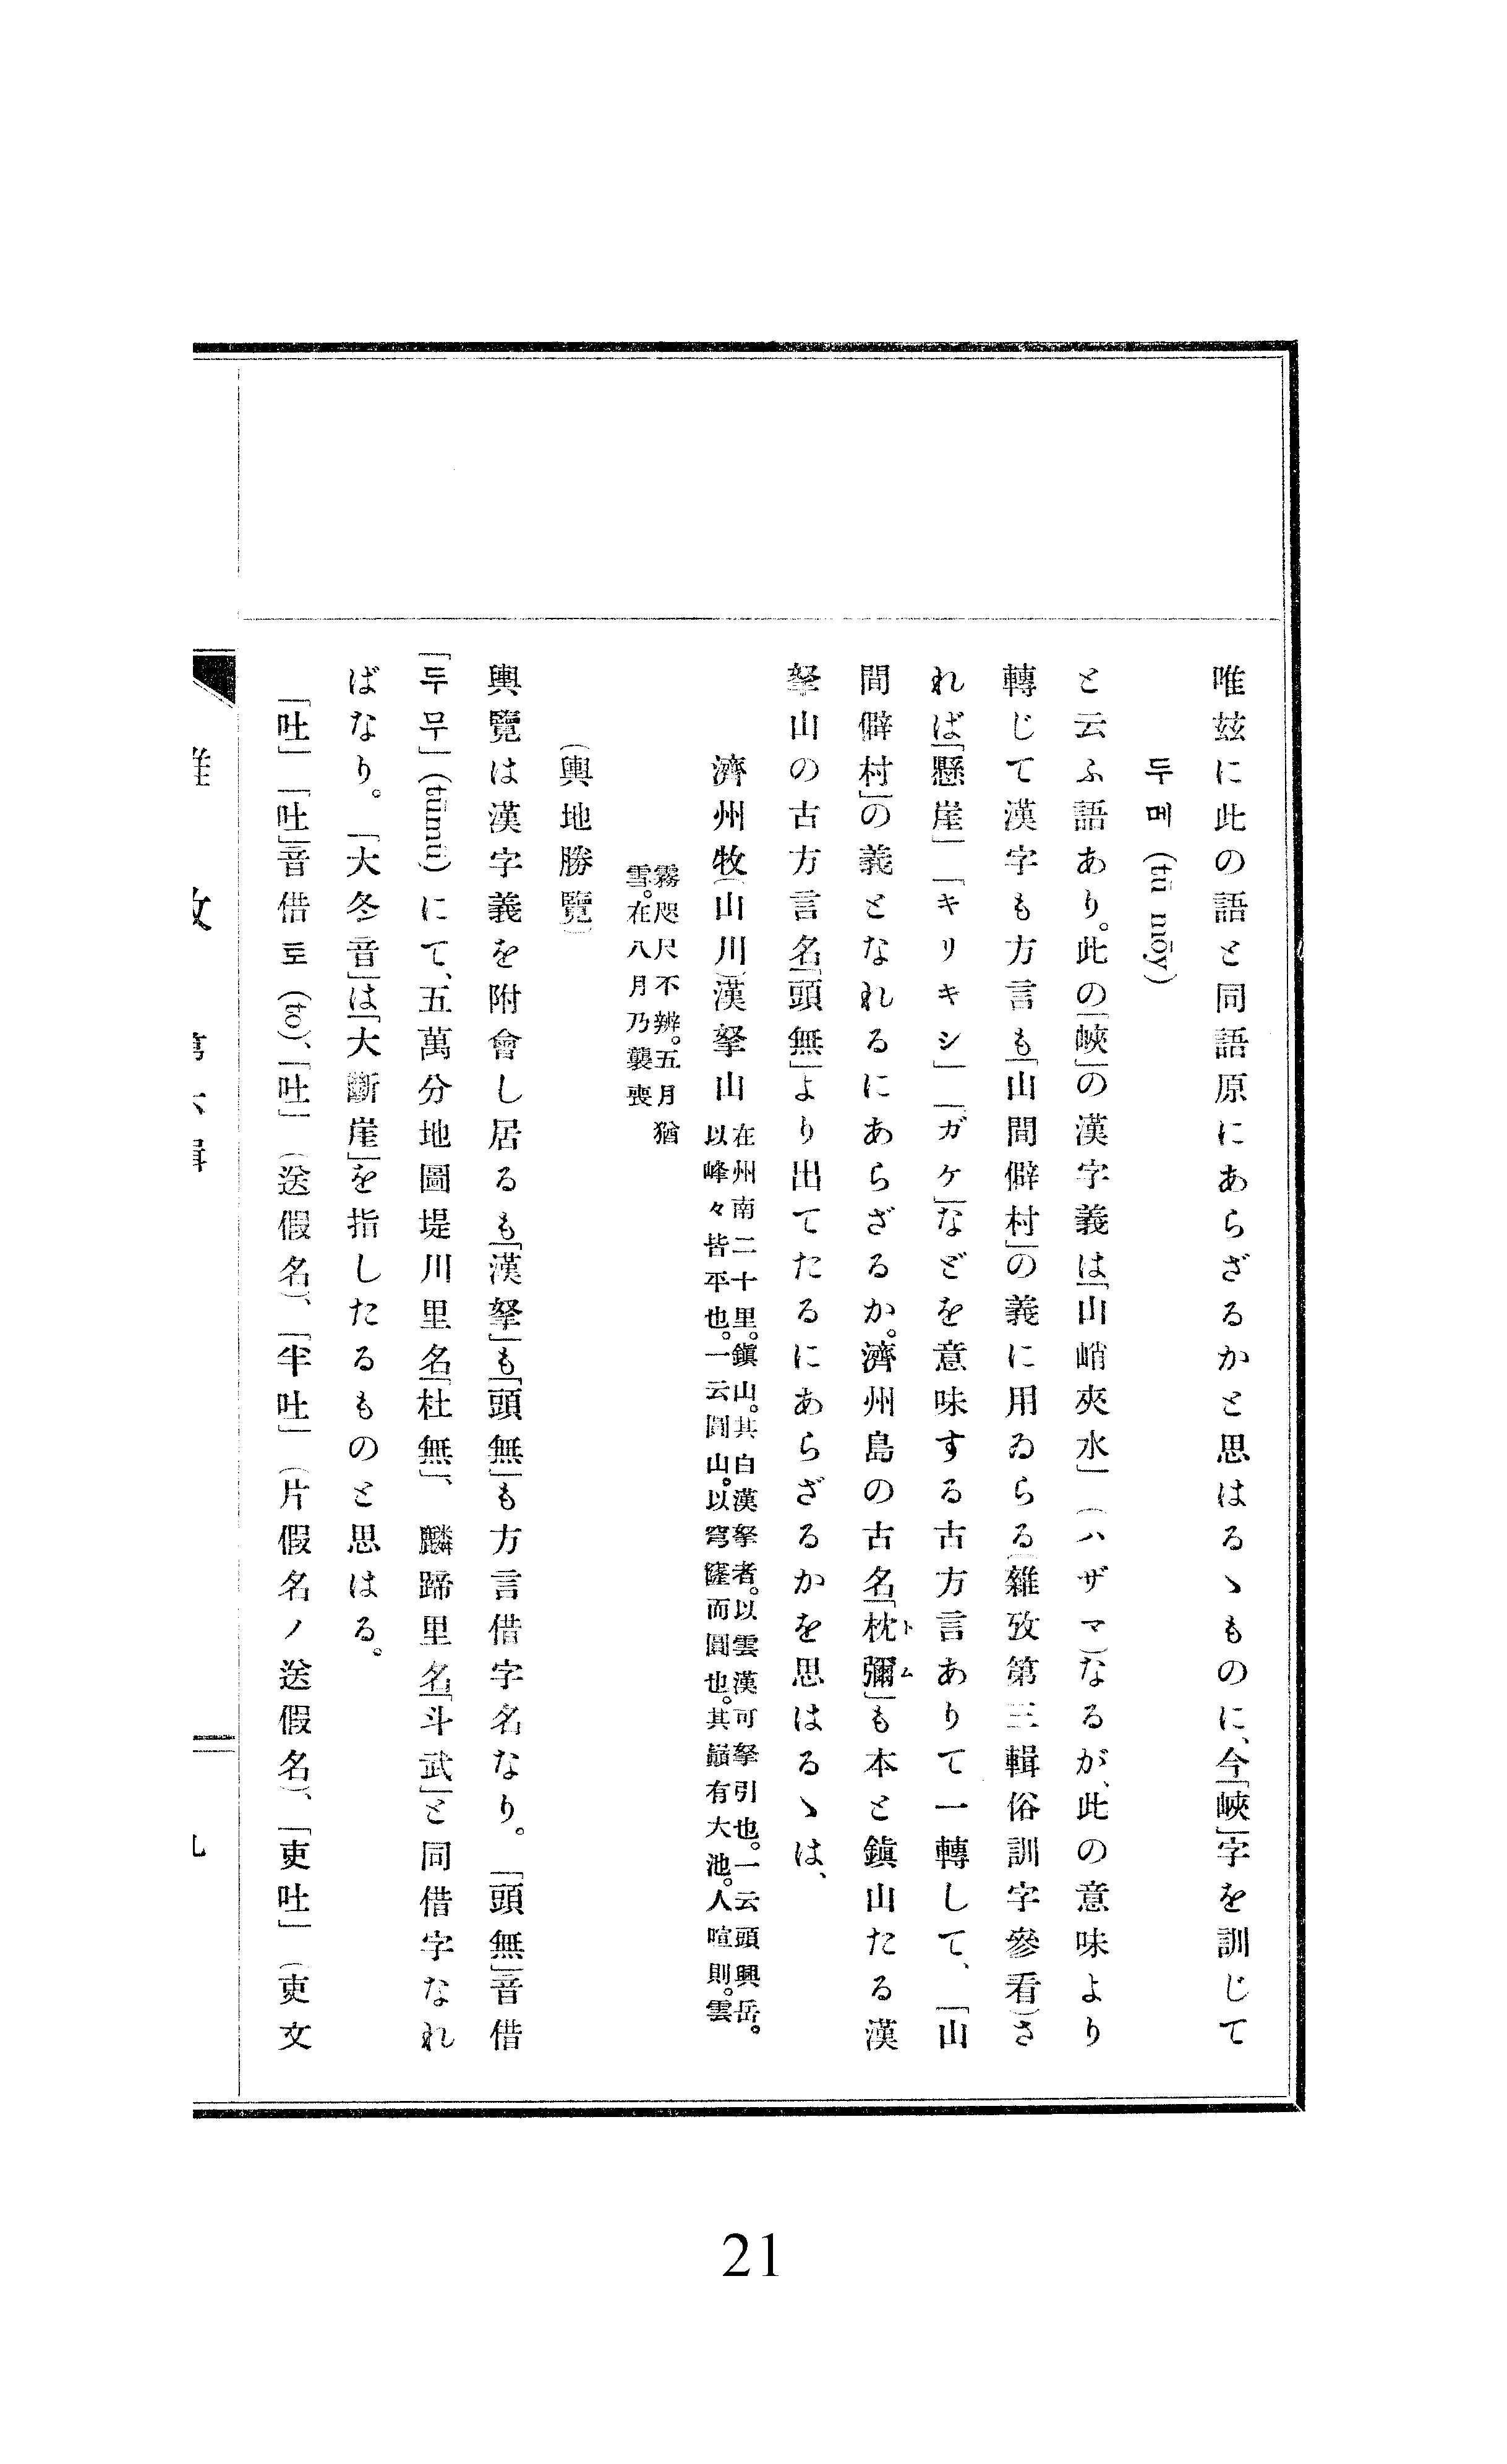 唯玆に此の語と同語原にあらざるかと思はるゝものに、今「峽」字を訓じて
두메 (tū mōy)
と云ふ語あり。此の「峽」の漢字義は「山峭夾水」(ハザマ)なるが、此の意味より
轉じて漢字も方言も「山間僻村」の義に用ゐらる(雜攷第三輯俗訓字參看)さ
れば「懸崖」「キリキシ」「ガケ」などを意味する古方言ありて一轉して、「山
間僻村」の義となれるにあらざるか。濟州島の古名「枕彌」トムも本と鎭山たる漢
拏山の古方言名「頭無」より出てたるにあらざるかを思はるゝは、
濟州牧(山川)漢拏山 在州南二十里。鎭山。其白漢拏者。以雲漢可拏引也。一云頭興岳。
以峰々皆平也。一云圓山。以穹窿而圓也。其巓有大池。人喧則。雲
霧咫尺不辨。五月猶
雪。在八月乃襲喪
(輿地勝覽)
輿覽は漢字義を附會し居るも「漢拏」も「頭無」も方言借字名なり。「頭無」音借
「두무」(tūmū)にて、五萬分地圖堤川里名「杜無」、麟蹄里名「斗武」と同借字なれ
ばなり。「大冬音」は「大斷崖」を指したるものと思はる。
「吐」「吐」音借토 (to)、「吐」(送假名)、「半吐」(片假名ノ送假名)、「吏吐」(吏文
雜攷 第六輯
九
21